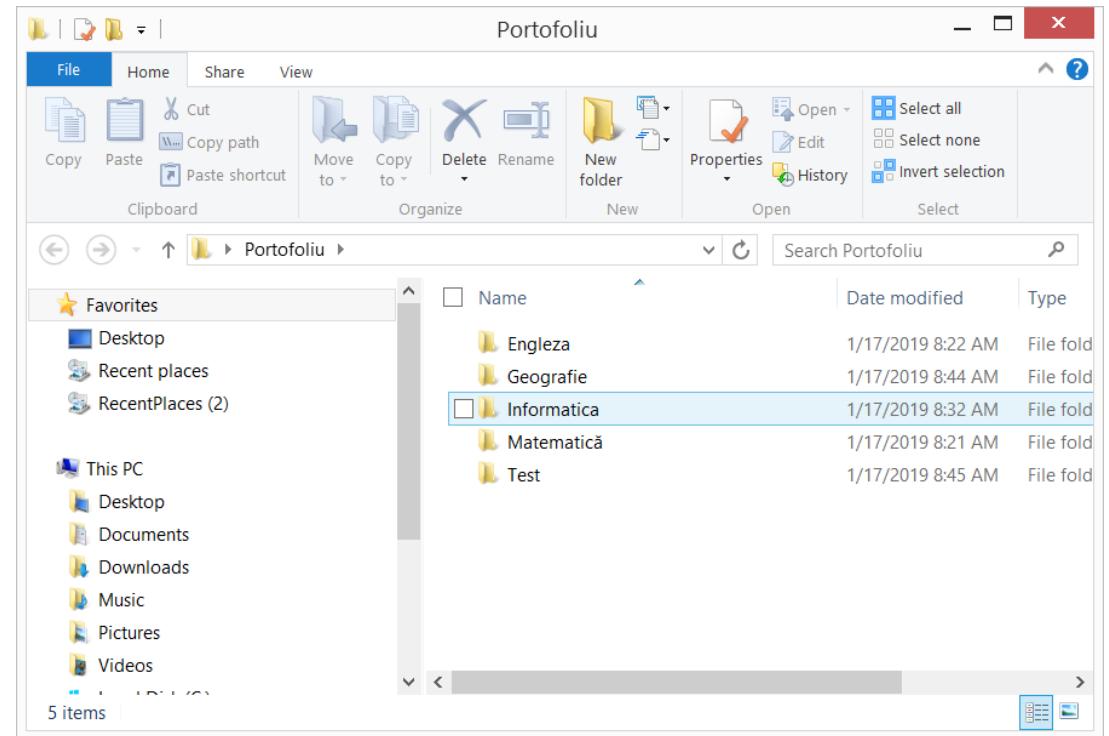 Portofoliu
File Home Share View
Copy
Paste
Cut
Copy path
Paste shortcut
Clipboard
Move to
Copy to
Delete
Rename
Organize
New folder
New
Properties
Open
Edit
History
Open
Select all
Select none
Invert selection
Select
Portofoliu
Search Portofoliu
Favorites
Desktop
Recent places
RecentPlaces (2)
This PC
Desktop
Documents
Downloads
Music
Pictures
Videos
Name Date modified Type
Engleza 1/17/2019 8:22 AM File fold
Geografie 1/17/2019 8:44 AM File fold
Informatica 1/17/2019 8:32 AM File fold
Matematică 1/17/2019 8:21 AM File fold
Test 1/17/2019 8:45 AM File fold
5 items